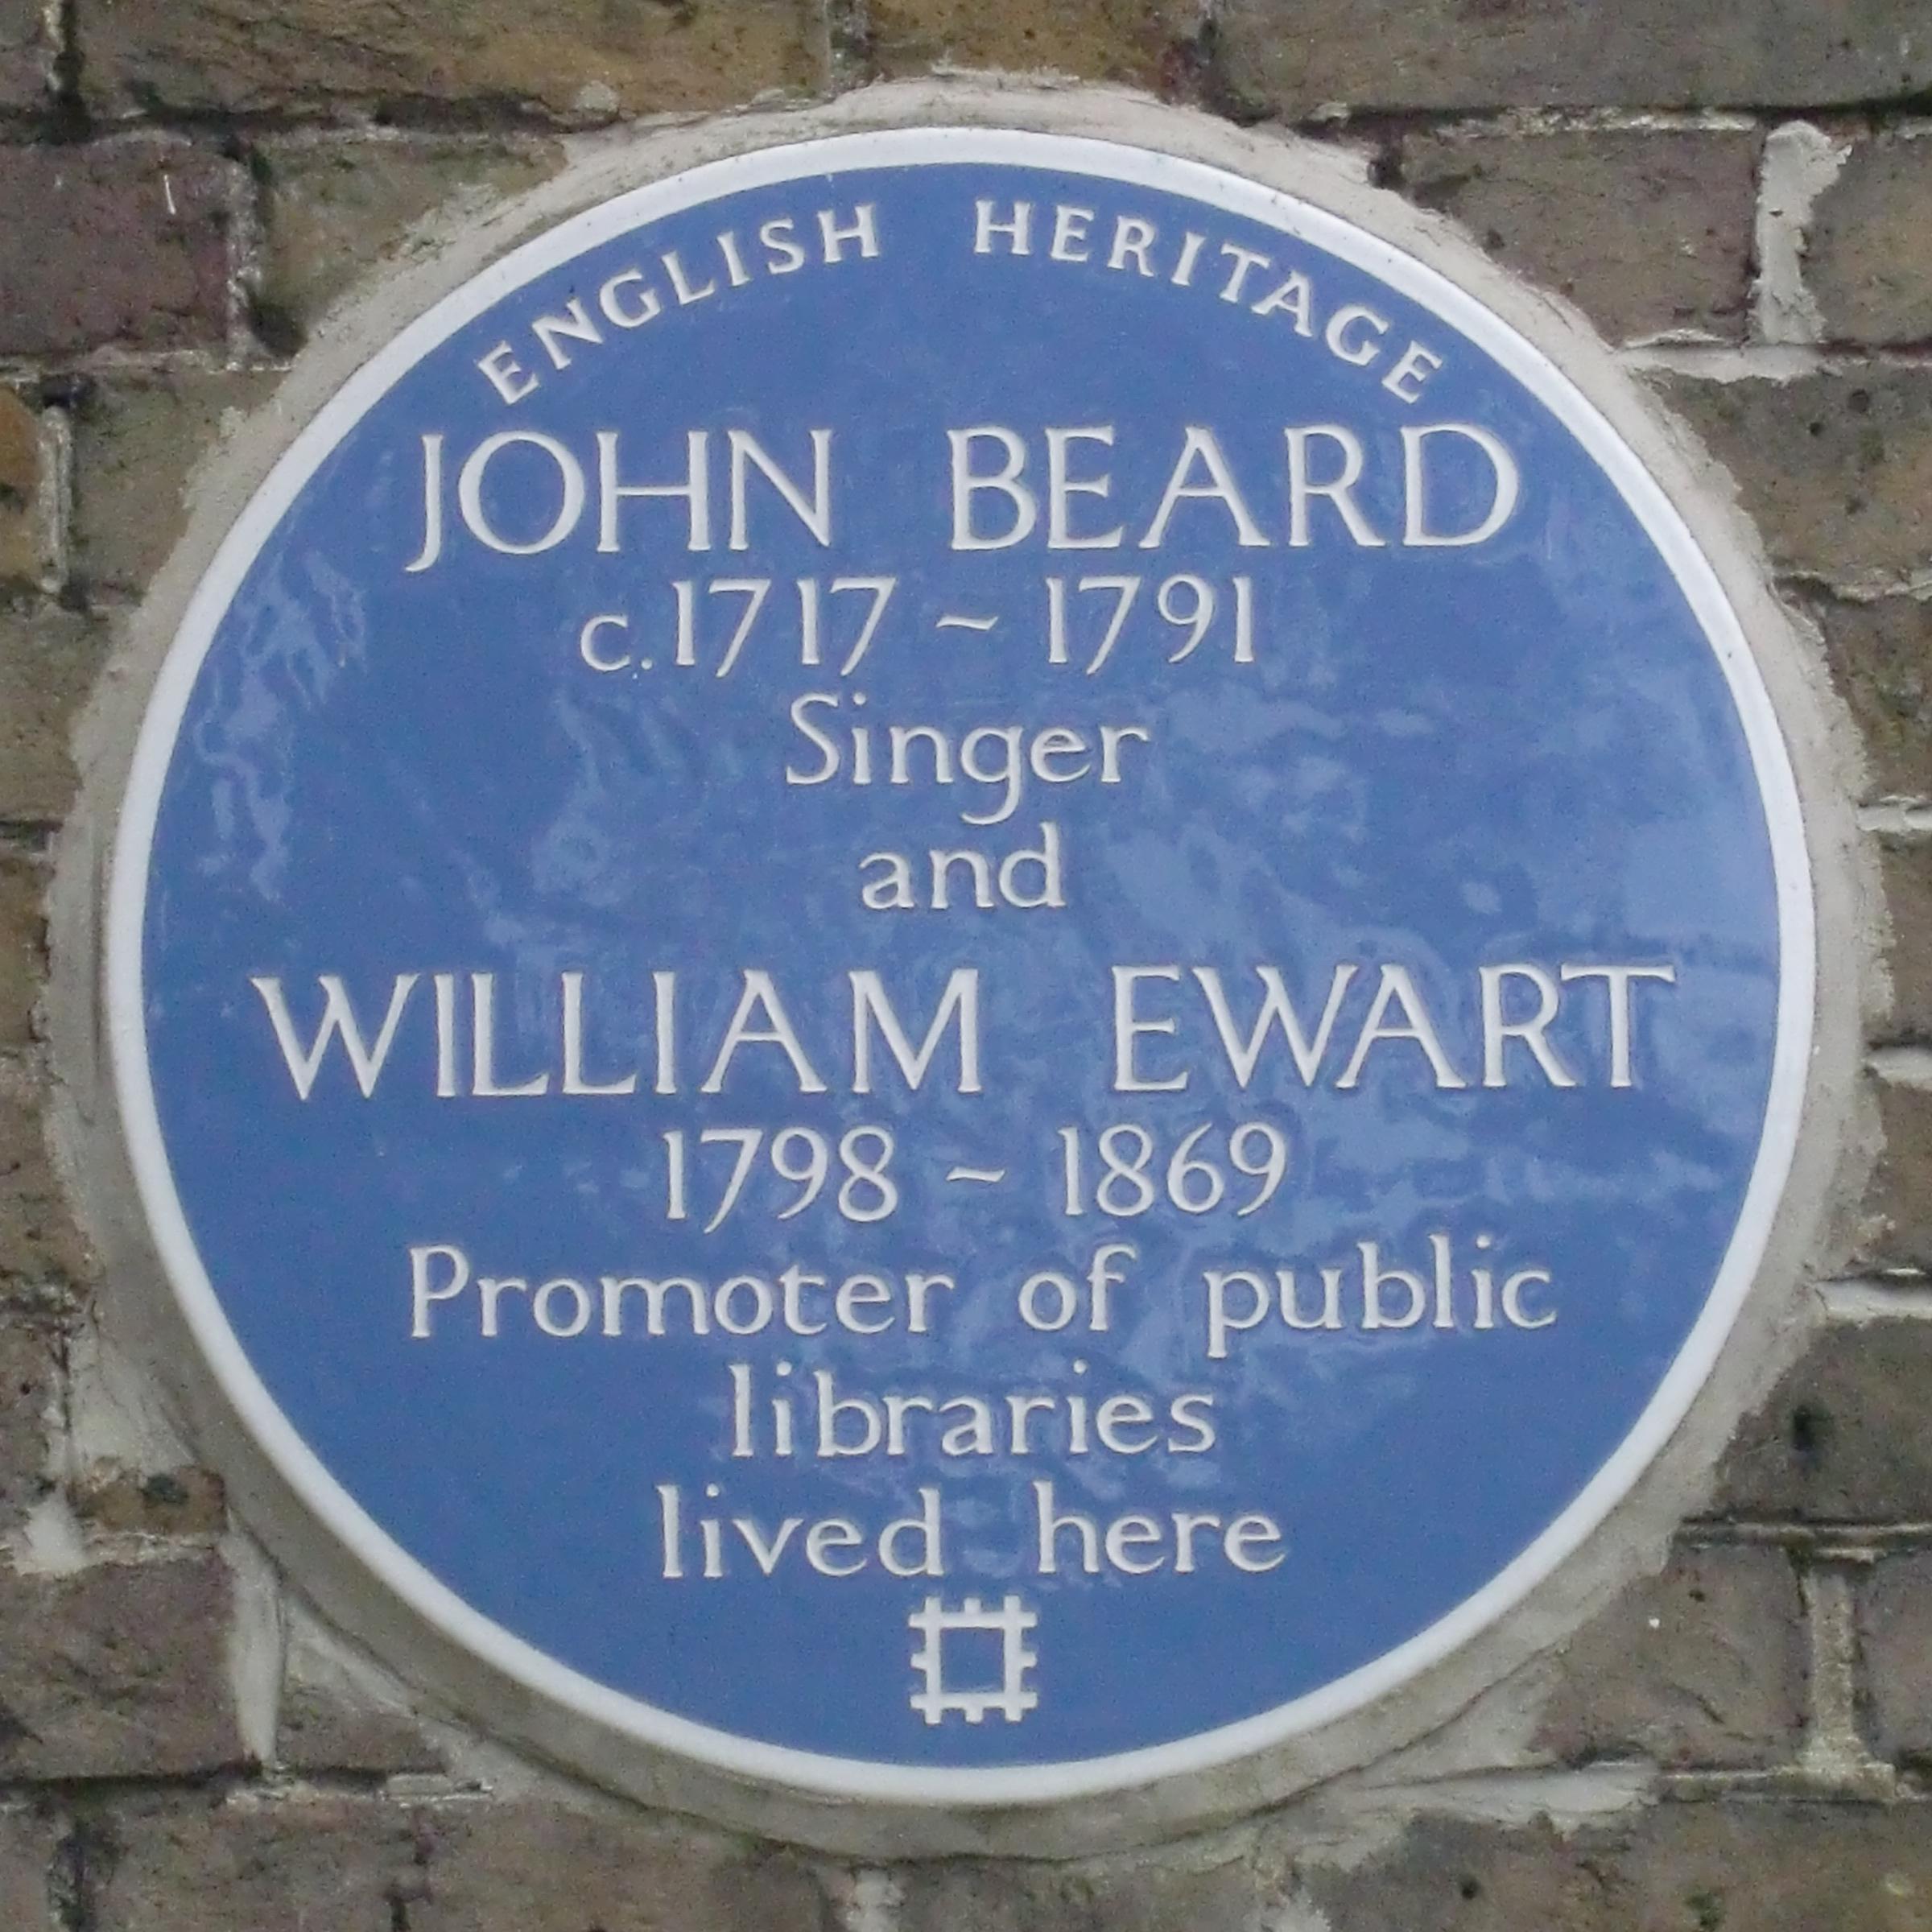 ENGLISH HERITAGE
JOHN BEARD
c.1717 ~ 1791
Singer
and
WILLIAM EWART
1798 ~ 1869
Promoter of public
libraries
lived here